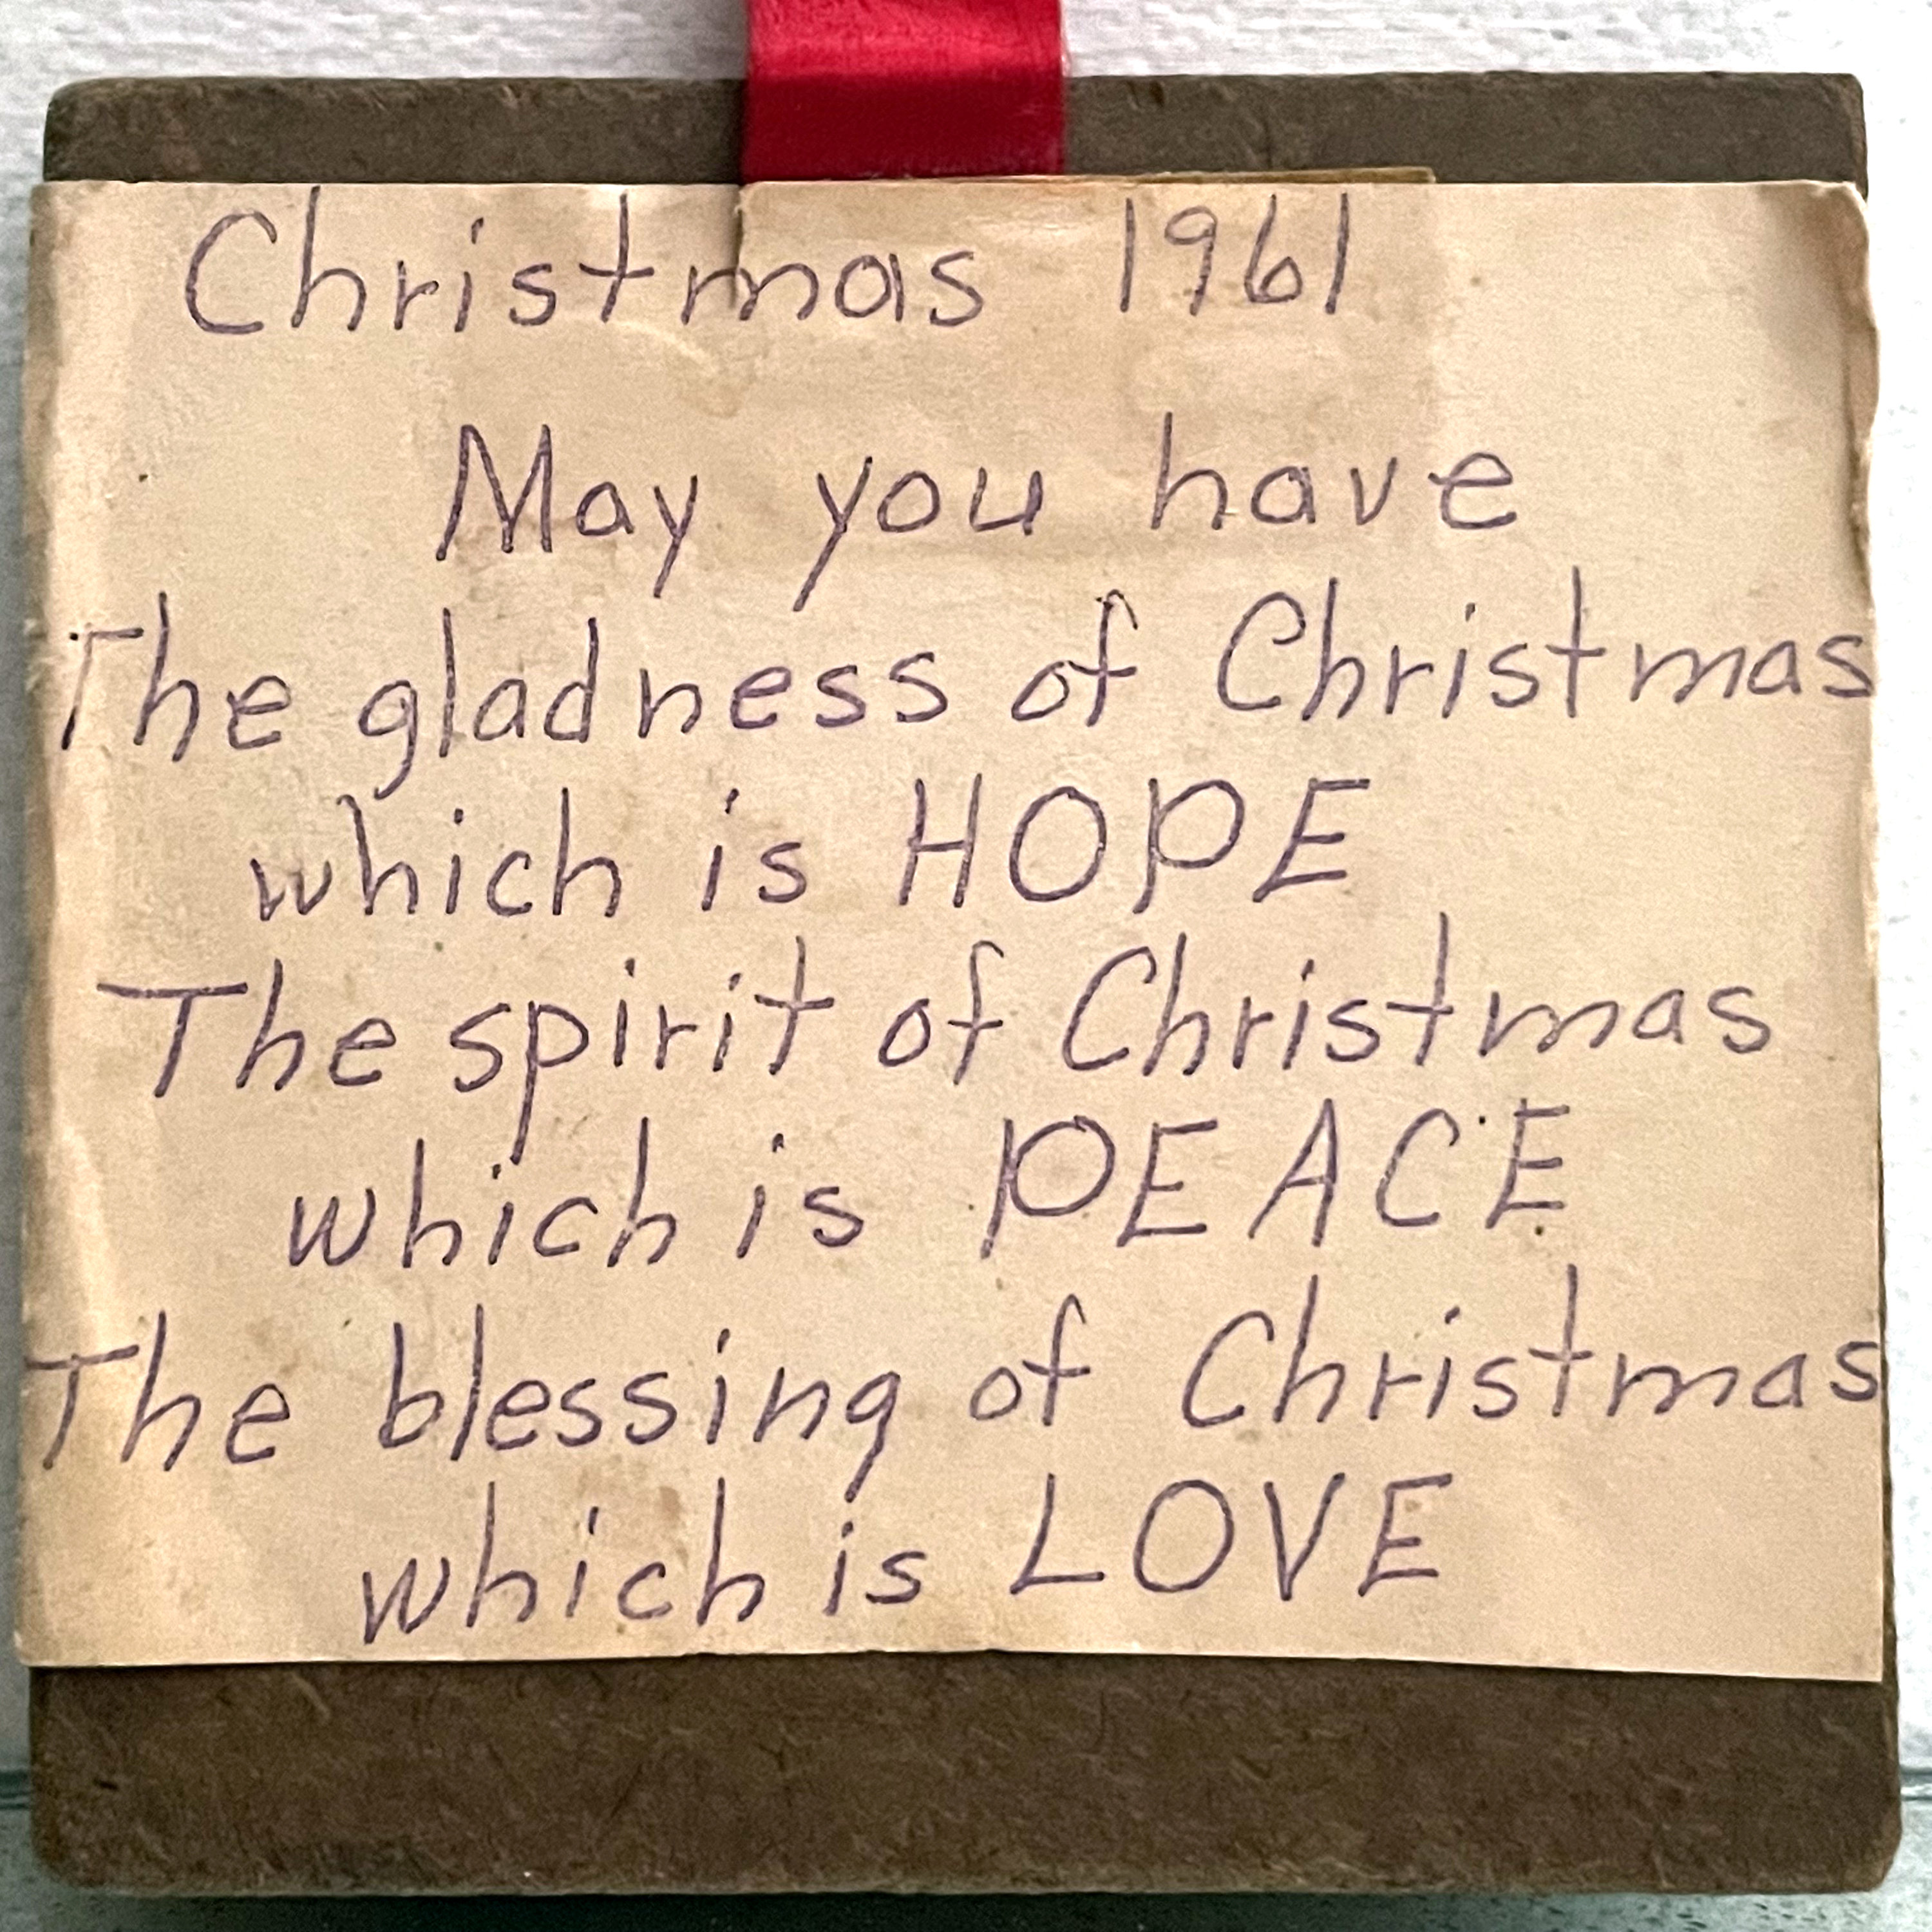 Christmas 1961
May you have
The gladness of Christmas
which is HOPE
The spirit of Christmas
which is PEACE
The blessing of Christmas
which is LOVE